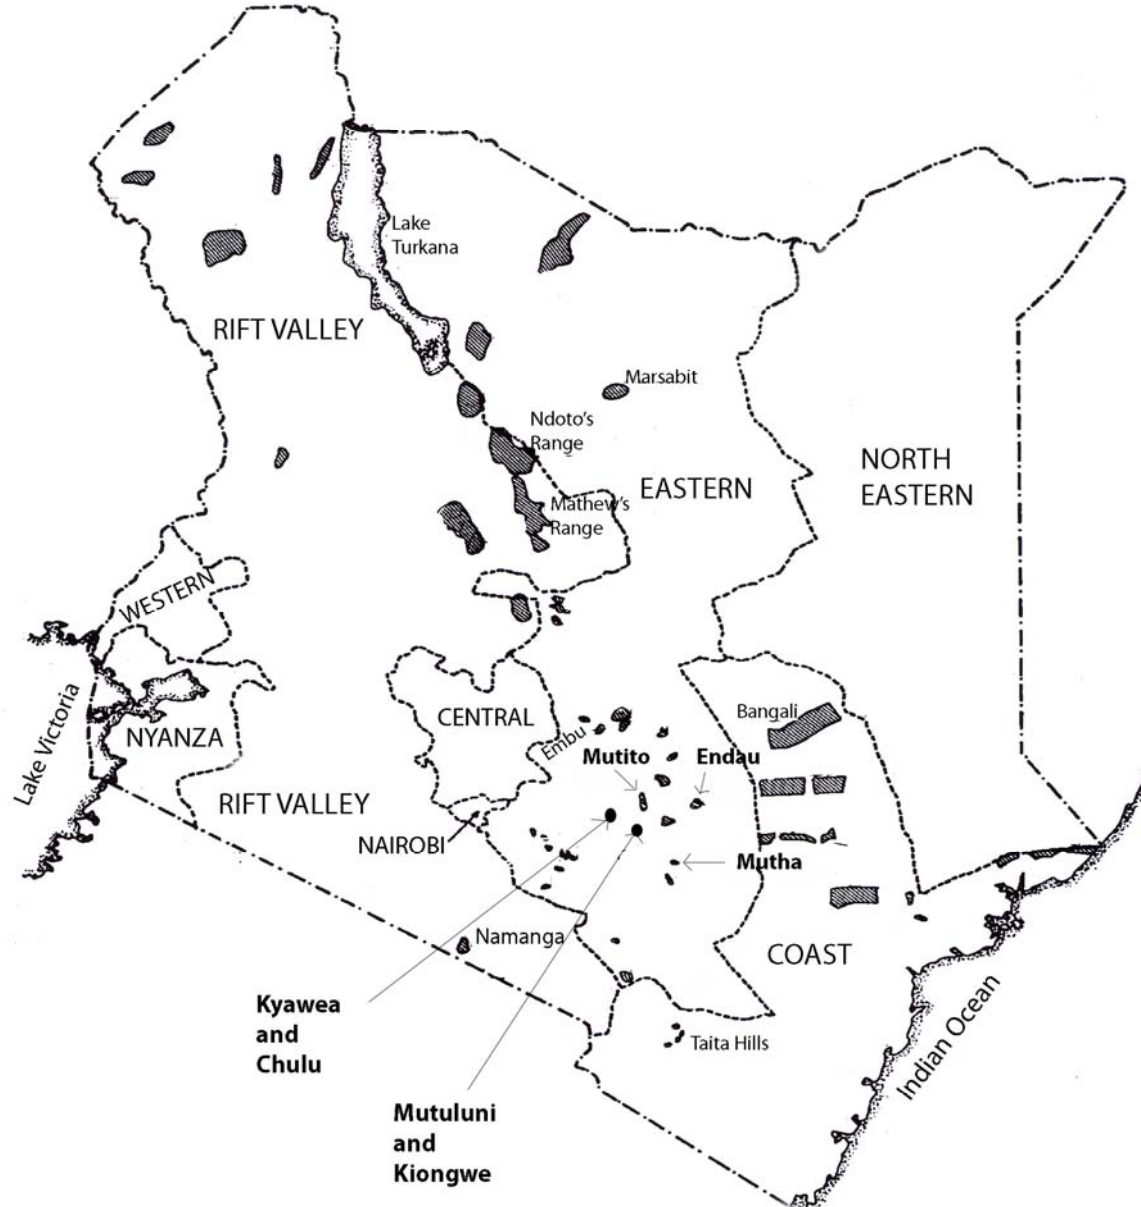 Lake
Turkana
RIFT VALLEY
Marsabit
Ndoto's
Range
NORTH
EASTERN
EASTERN
Mathew's
Range
WESTERN
Lake Victoria
NYANZA
CENTRAL
Embu
Bangali
Mutito
Endau
RIFT VALLEY
NAIROBI
Mutha
Namanga
COAST
Kyawea
and
Chulu
Taita Hills
Indian Ocean
Mutuluni
and
Kiongwe